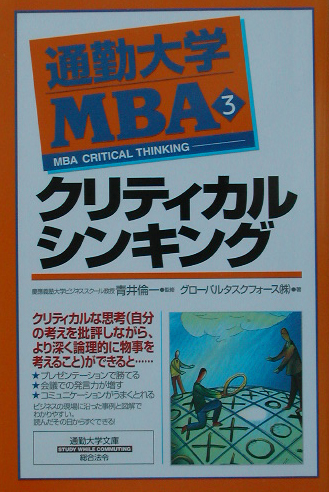 通勤大学
MBA 3
MBA CRITICAL THINKING
クリティカル
シンキング
慶應義塾大学ビジネススクール教授 青井倫一●監修 グローバルタスクフォース㈱●著
クリティカルな思考(自分
の考えを批評しながら、
より深く論理的に物事を
考えること)ができると……
★プレゼンテーションで勝てる
★会議での発言力が増す
★コミュニケーションがうまくとれる
ビジネスの現場に沿った事例と図解で
わかりやすい。
読んだその日からすぐできる!
通勤大学文庫
STUDY WHILE COMMUTING
総合法令